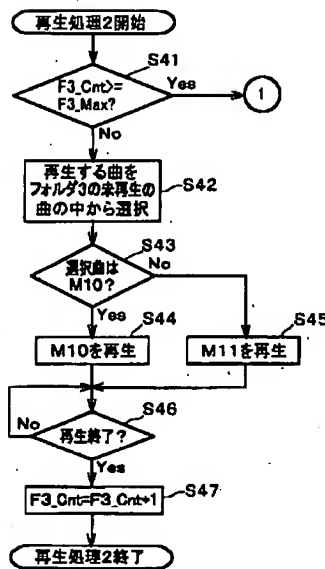 再生処理2開始
S41
F3_Cnt>=
F3_Max?
Yes
1
No
再生する曲を
フォルダ3の未再生の
曲の中から選択
S42
S43
選択曲は
M10?
No
Yes
S44
S45
M10を再生
M11を再生
S46
No
再生終了?
Yes
S47
F3_Cnt=F3_Cnt+1
再生処理2終了